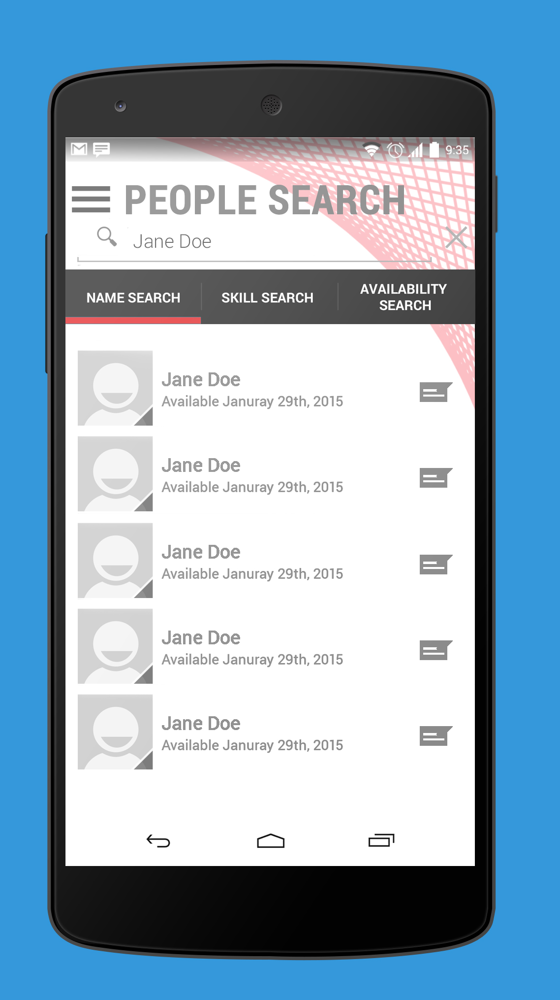 9:35
PEOPLE SEARCH
Jane Doe
NAME SEARCH
SKILL SEARCH
AVAILABILITY
SEARCH
Jane Doe
Available Januray 29th, 2015
Jane Doe
Available Januray 29th, 2015
Jane Doe
Available Januray 29th, 2015
Jane Doe
Available Januray 29th, 2015
Jane Doe
Available Januray 29th, 2015